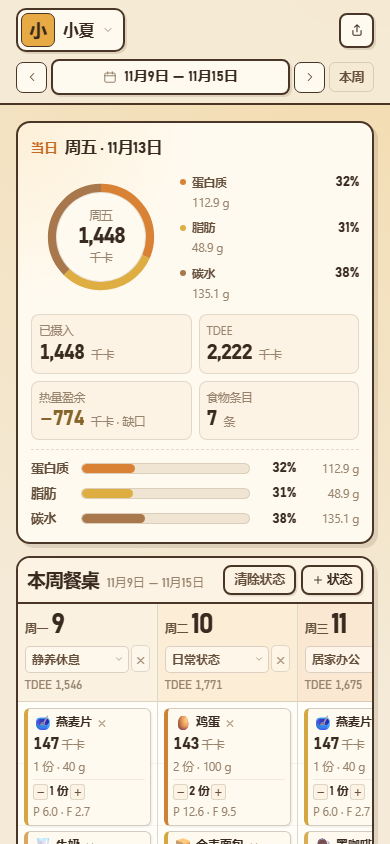 小 小夏
11月9日 — 11月15日 本周
当日 周五 · 11月13日
周五
1,448
千卡
蛋白质 32%
112.9 g
脂肪 31%
48.9 g
碳水 38%
135.1 g
已摄入
1,448 千卡
TDEE
2,222 千卡
热量盈余
−774 千卡 · 缺口
食物条目
7 条
蛋白质 32% 112.9 g
脂肪 31% 48.9 g
碳水 38% 135.1 g
本周餐桌 11月9日 — 11月15日 清除状态 + 状态
周一 9 周二 10 周三 11
静养休息 × 日常状态 × 居家办公
TDEE 1,546 TDEE 1,771 TDEE 1,675
燕麦片 × 鸡蛋 × 燕麦片
147 千卡 143 千卡 147 千卡
1 份 · 40 g 2 份 · 100 g 1 份 · 40 g
− 1 份 + − 2 份 + − 1 份 +
P 6.0 · F 2.7 P 12.6 · F 9.5 P 6.0 · F 2.7